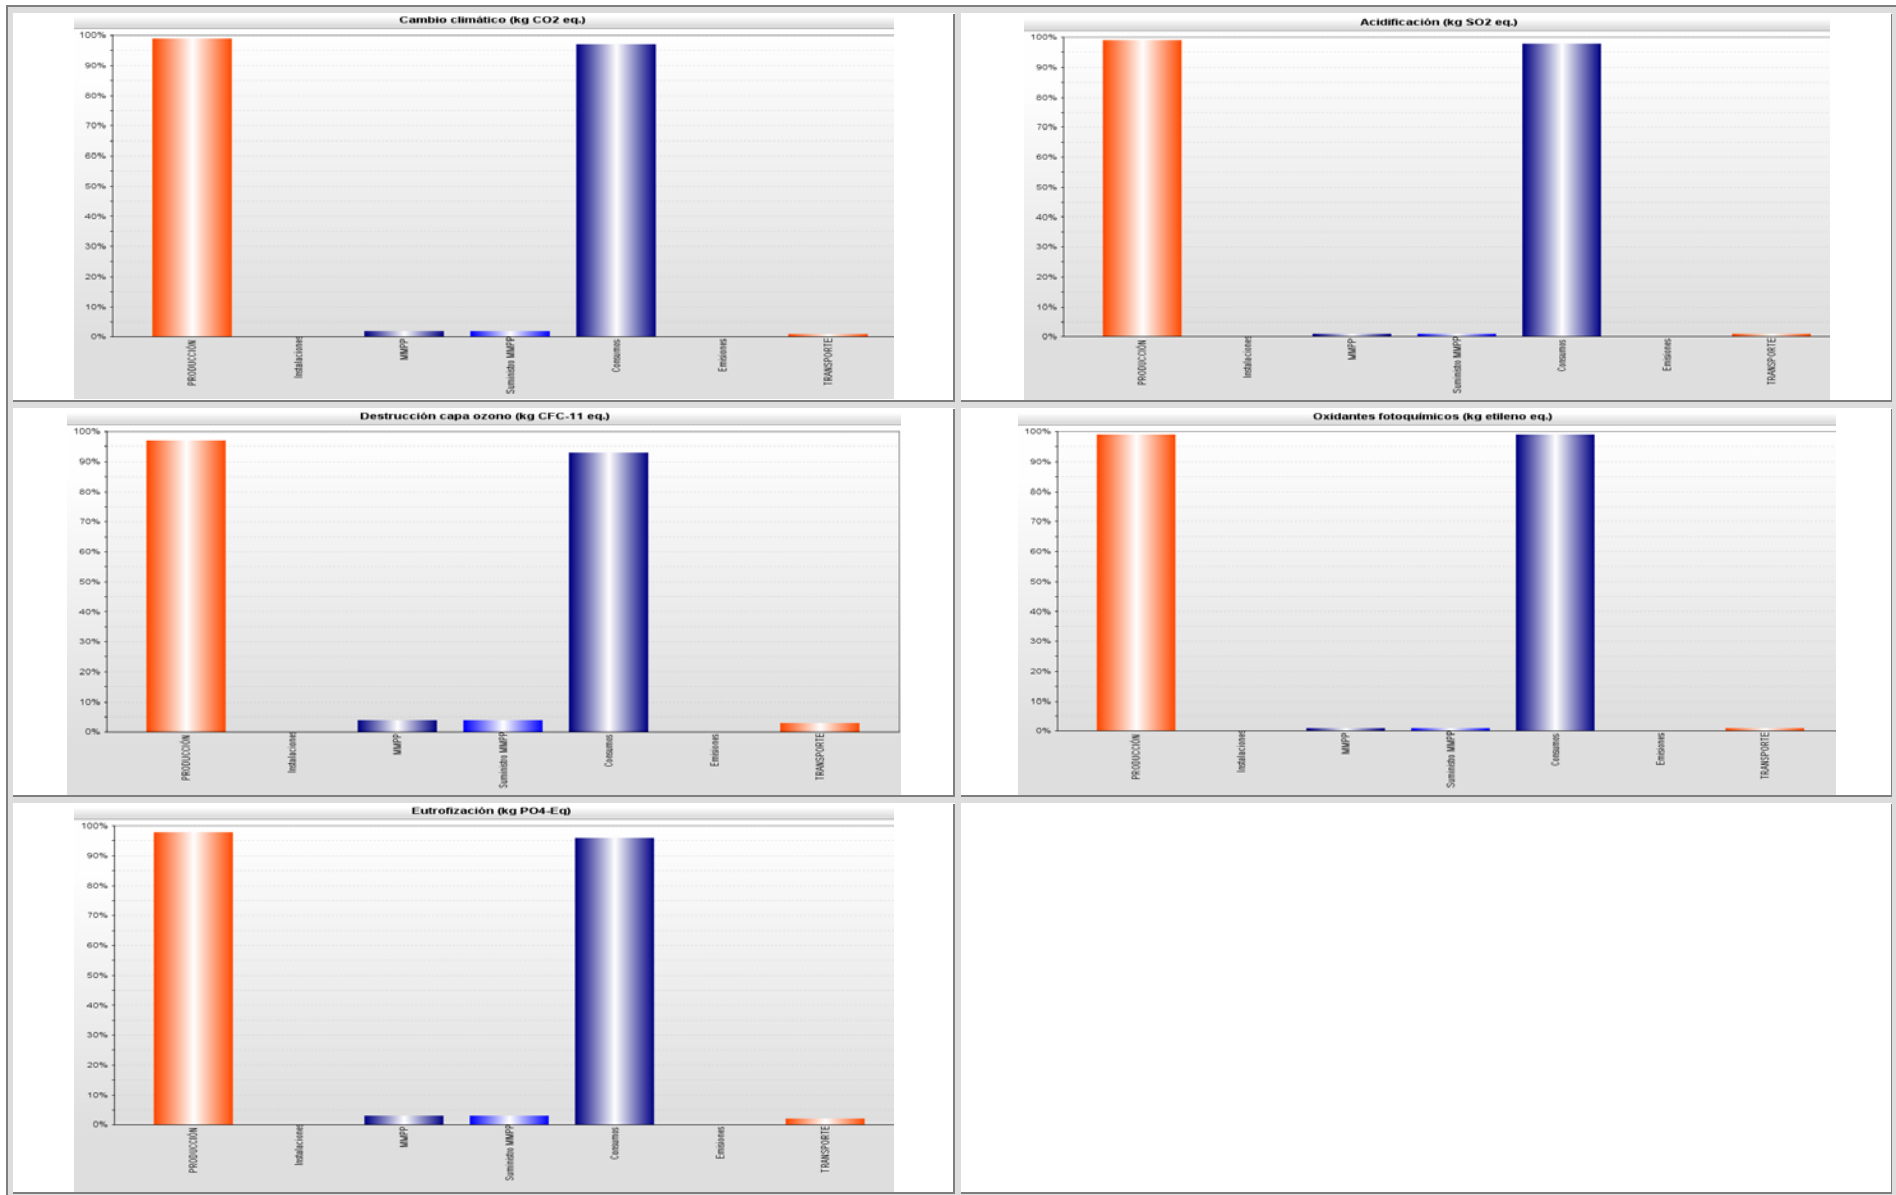 Cambio climático (kg CO2 eq.)
100%
90%
80%
70%
60%
50%
40%
30%
20%
10%
0%
PRODUCCIÓN
Instalaciones
MMPP
Suministro MMPP
Consumos
Emisiones
TRANSPORTE
Acidificación (kg SO2 eq.)
100%
90%
80%
70%
60%
50%
40%
30%
20%
10%
0%
PRODUCCIÓN
Instalaciones
MMPP
Suministro MMPP
Consumos
Emisiones
TRANSPORTE
Destrucción capa ozono (kg CFC-11 eq.)
100%
90%
80%
70%
60%
50%
40%
30%
20%
10%
0%
PRODUCCIÓN
Instalaciones
MMPP
Suministro MMPP
Consumos
Emisiones
TRANSPORTE
Oxidantes fotoquímicos (kg etileno eq.)
100%
90%
80%
70%
60%
50%
40%
30%
20%
10%
0%
PRODUCCIÓN
Instalaciones
MMPP
Suministro MMPP
Consumos
Emisiones
TRANSPORTE
Eutrofización (kg PO4-Eq)
100%
90%
80%
70%
60%
50%
40%
30%
20%
10%
0%
PRODUCCIÓN
Instalaciones
MMPP
Suministro MMPP
Consumos
Emisiones
TRANSPORTE